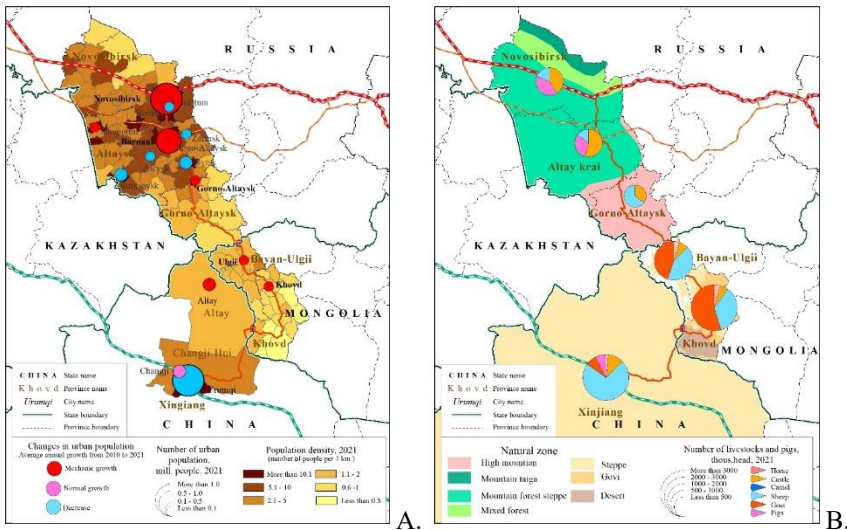 RUSSIA
Novosibirsk
Novosibirsk
Barnaul
Altaysk
Gorno-Altaysk
Gorno-Altaysk
KAZAKHSTAN
Ulgii
Bayan-Ulgii
Khovd
Altay
Altay
MONGOLIA
Khovd
Changji-Hui
Changji
Urumqi
Xingiang
CHINA
CHINA State name
Khovd Province name
Urumqi City name
State boundary
Province boundary
Changes in urban population
Average annual growth from 2010 to 2021
Mechanic growth
Normal growth
Decrease
Number of urban
population,
mill. people. 2021
More than 1.0
0.5 - 1.0
0.1 - 0.5
Less than 0.1
Population density, 2021
(number of people per 1 km²)
More than 10.1
5.1 - 10
2.1 - 5
1.1 - 2
0.6 - 1
Less than 0.5
A.
RUSSIA
Novosibirsk
Altay krai
Gorno-Altaysk
KAZAKHSTAN
Bayan-Ulgii
Khovd
MONGOLIA
Xinjiang
CHINA
CHINA State name
Khovd Province name
Urumqi City name
State boundary
Province boundary
Natural zone
High mountian
Mountain taiga
Mountain forest steppe
Mixed forest
Steppe
Govi
Desert
Number of livestocks and pigs,
thous.head, 2021
More than 3000
2000 - 3000
1000 - 2000
500 - 1000
Less than 500
Horse
Castle
Camel
Sheep
Goat
Pigs
B.